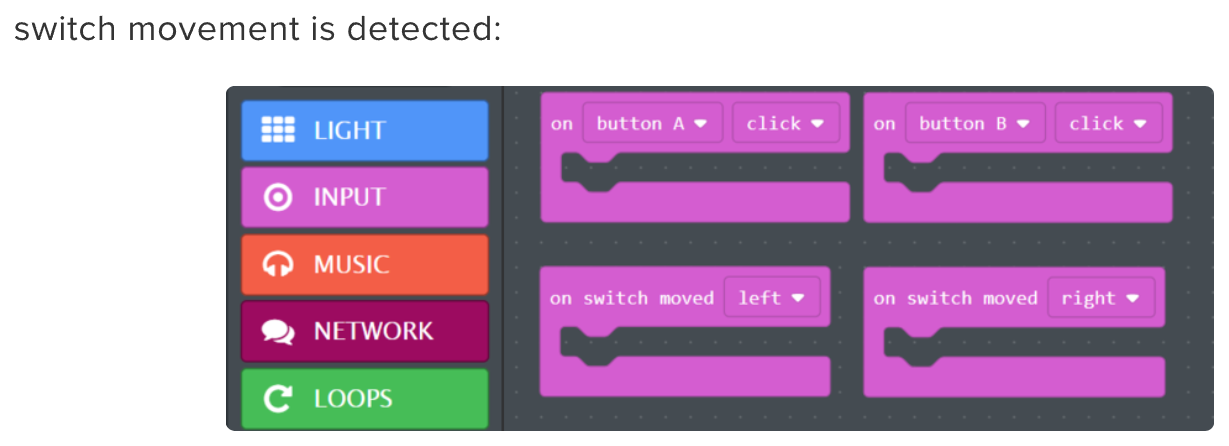 switch movement is detected:
LIGHT
INPUT
MUSIC
NETWORK
LOOPS
on button A click
on button B click
on switch moved left
on switch moved right